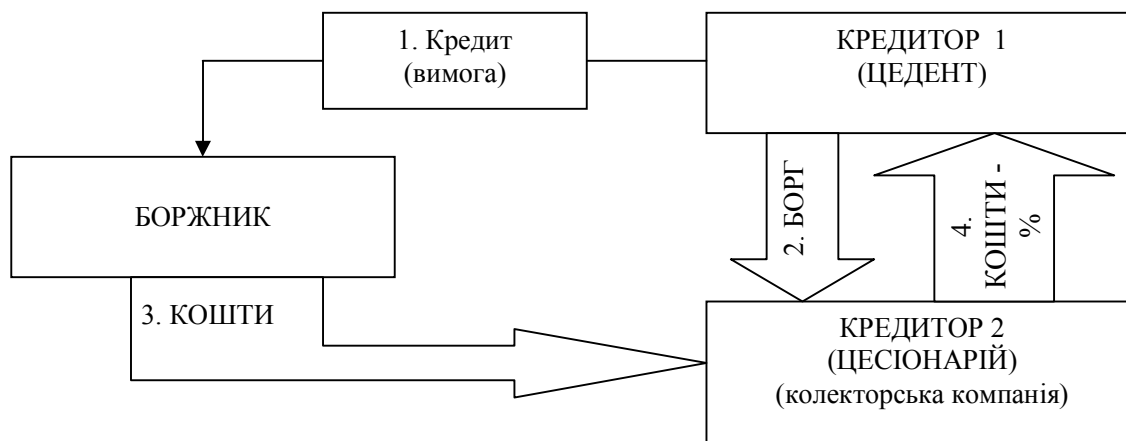 1. Кредит
(вимога)
КРЕДИТОР 1
(ЦЕДЕНТ)
БОРЖНИК
2. БОРГ
4.
КОШТИ -
%
3. КОШТИ
КРЕДИТОР 2
(ЦЕСІОНАРІЙ)
(колекторська компанія)